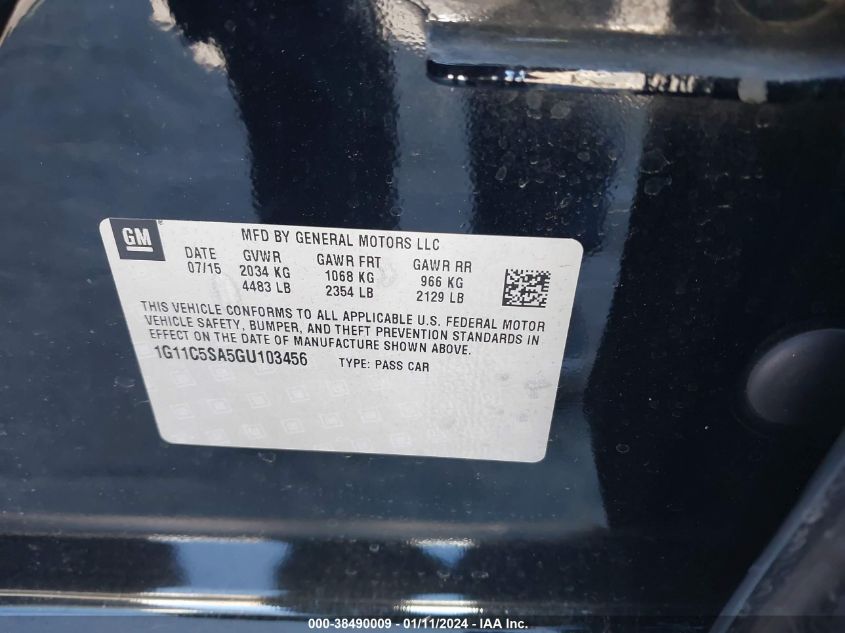 GM
MFD BY GENERAL MOTORS LLC
DATE GVWR GAWR FRT GAWR RR
07/15 2034 KG 1068 KG 966 KG
4483 LB 2354 LB 2129 LB
THIS VEHICLE CONFORMS TO ALL APPLICABLE U.S. FEDERAL MOTOR
VEHICLE SAFETY, BUMPER, AND THEFT PREVENTION STANDARDS IN
EFFECT ON THE DATE OF MANUFACTURE SHOWN ABOVE.
1G11C5SA5GU103456 TYPE: PASS CAR
000-38490009 - 01/11/2024 - IAA Inc.